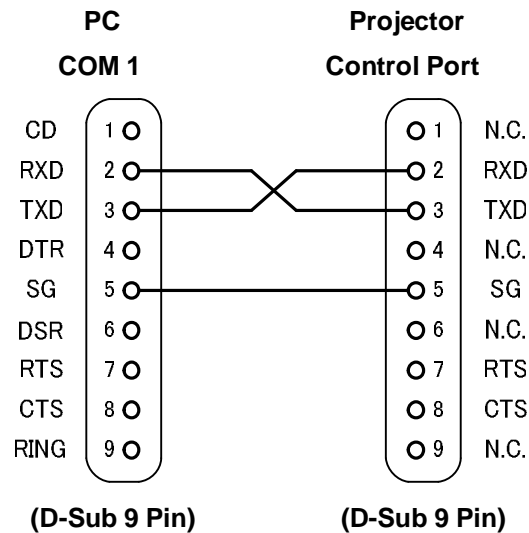 PC Projector
COM 1 Control Port
CD 1 1 N.C.
RXD 2 2 RXD
TXD 3 3 TXD
DTR 4 4 N.C.
SG 5 5 SG
DSR 6 6 N.C.
RTS 7 7 RTS
CTS 8 8 CTS
RING 9 9 N.C.
(D-Sub 9 Pin) (D-Sub 9 Pin)